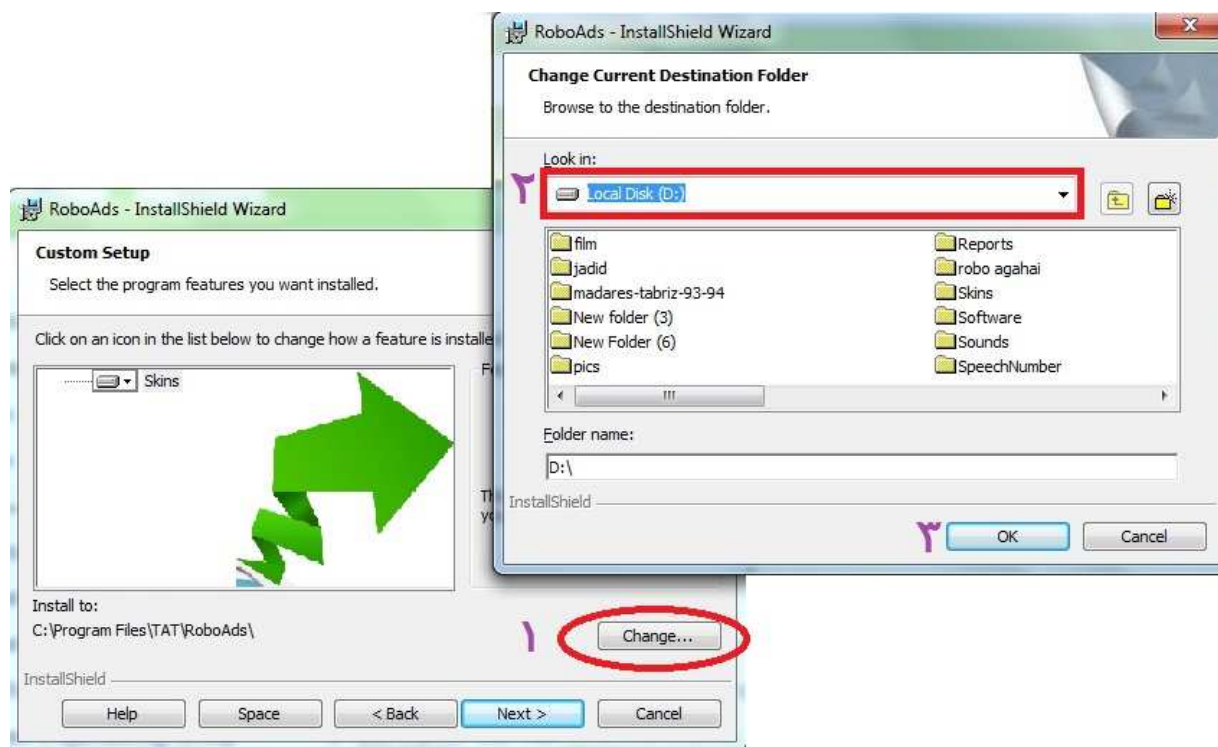 RoboAds - InstallShield Wizard
Change Current Destination Folder
Browse to the destination folder.
Look in:
۲
Local Disk (D:)
film
jadid
madares-tabriz-93-94
New folder (3)
New Folder (6)
pics
Reports
robo agahai
Skins
Software
Sounds
SpeechNumber
Folder name:
D:\
InstallShield
۳
OK
Cancel
RoboAds - InstallShield Wizard
Custom Setup
Select the program features you want installed.
Click on an icon in the list below to change how a feature is
Skins
Install to:
C:\Program Files\TAT\RoboAds\
۱
Change...
InstallShield
Help
Space
< Back
Next >
Cancel